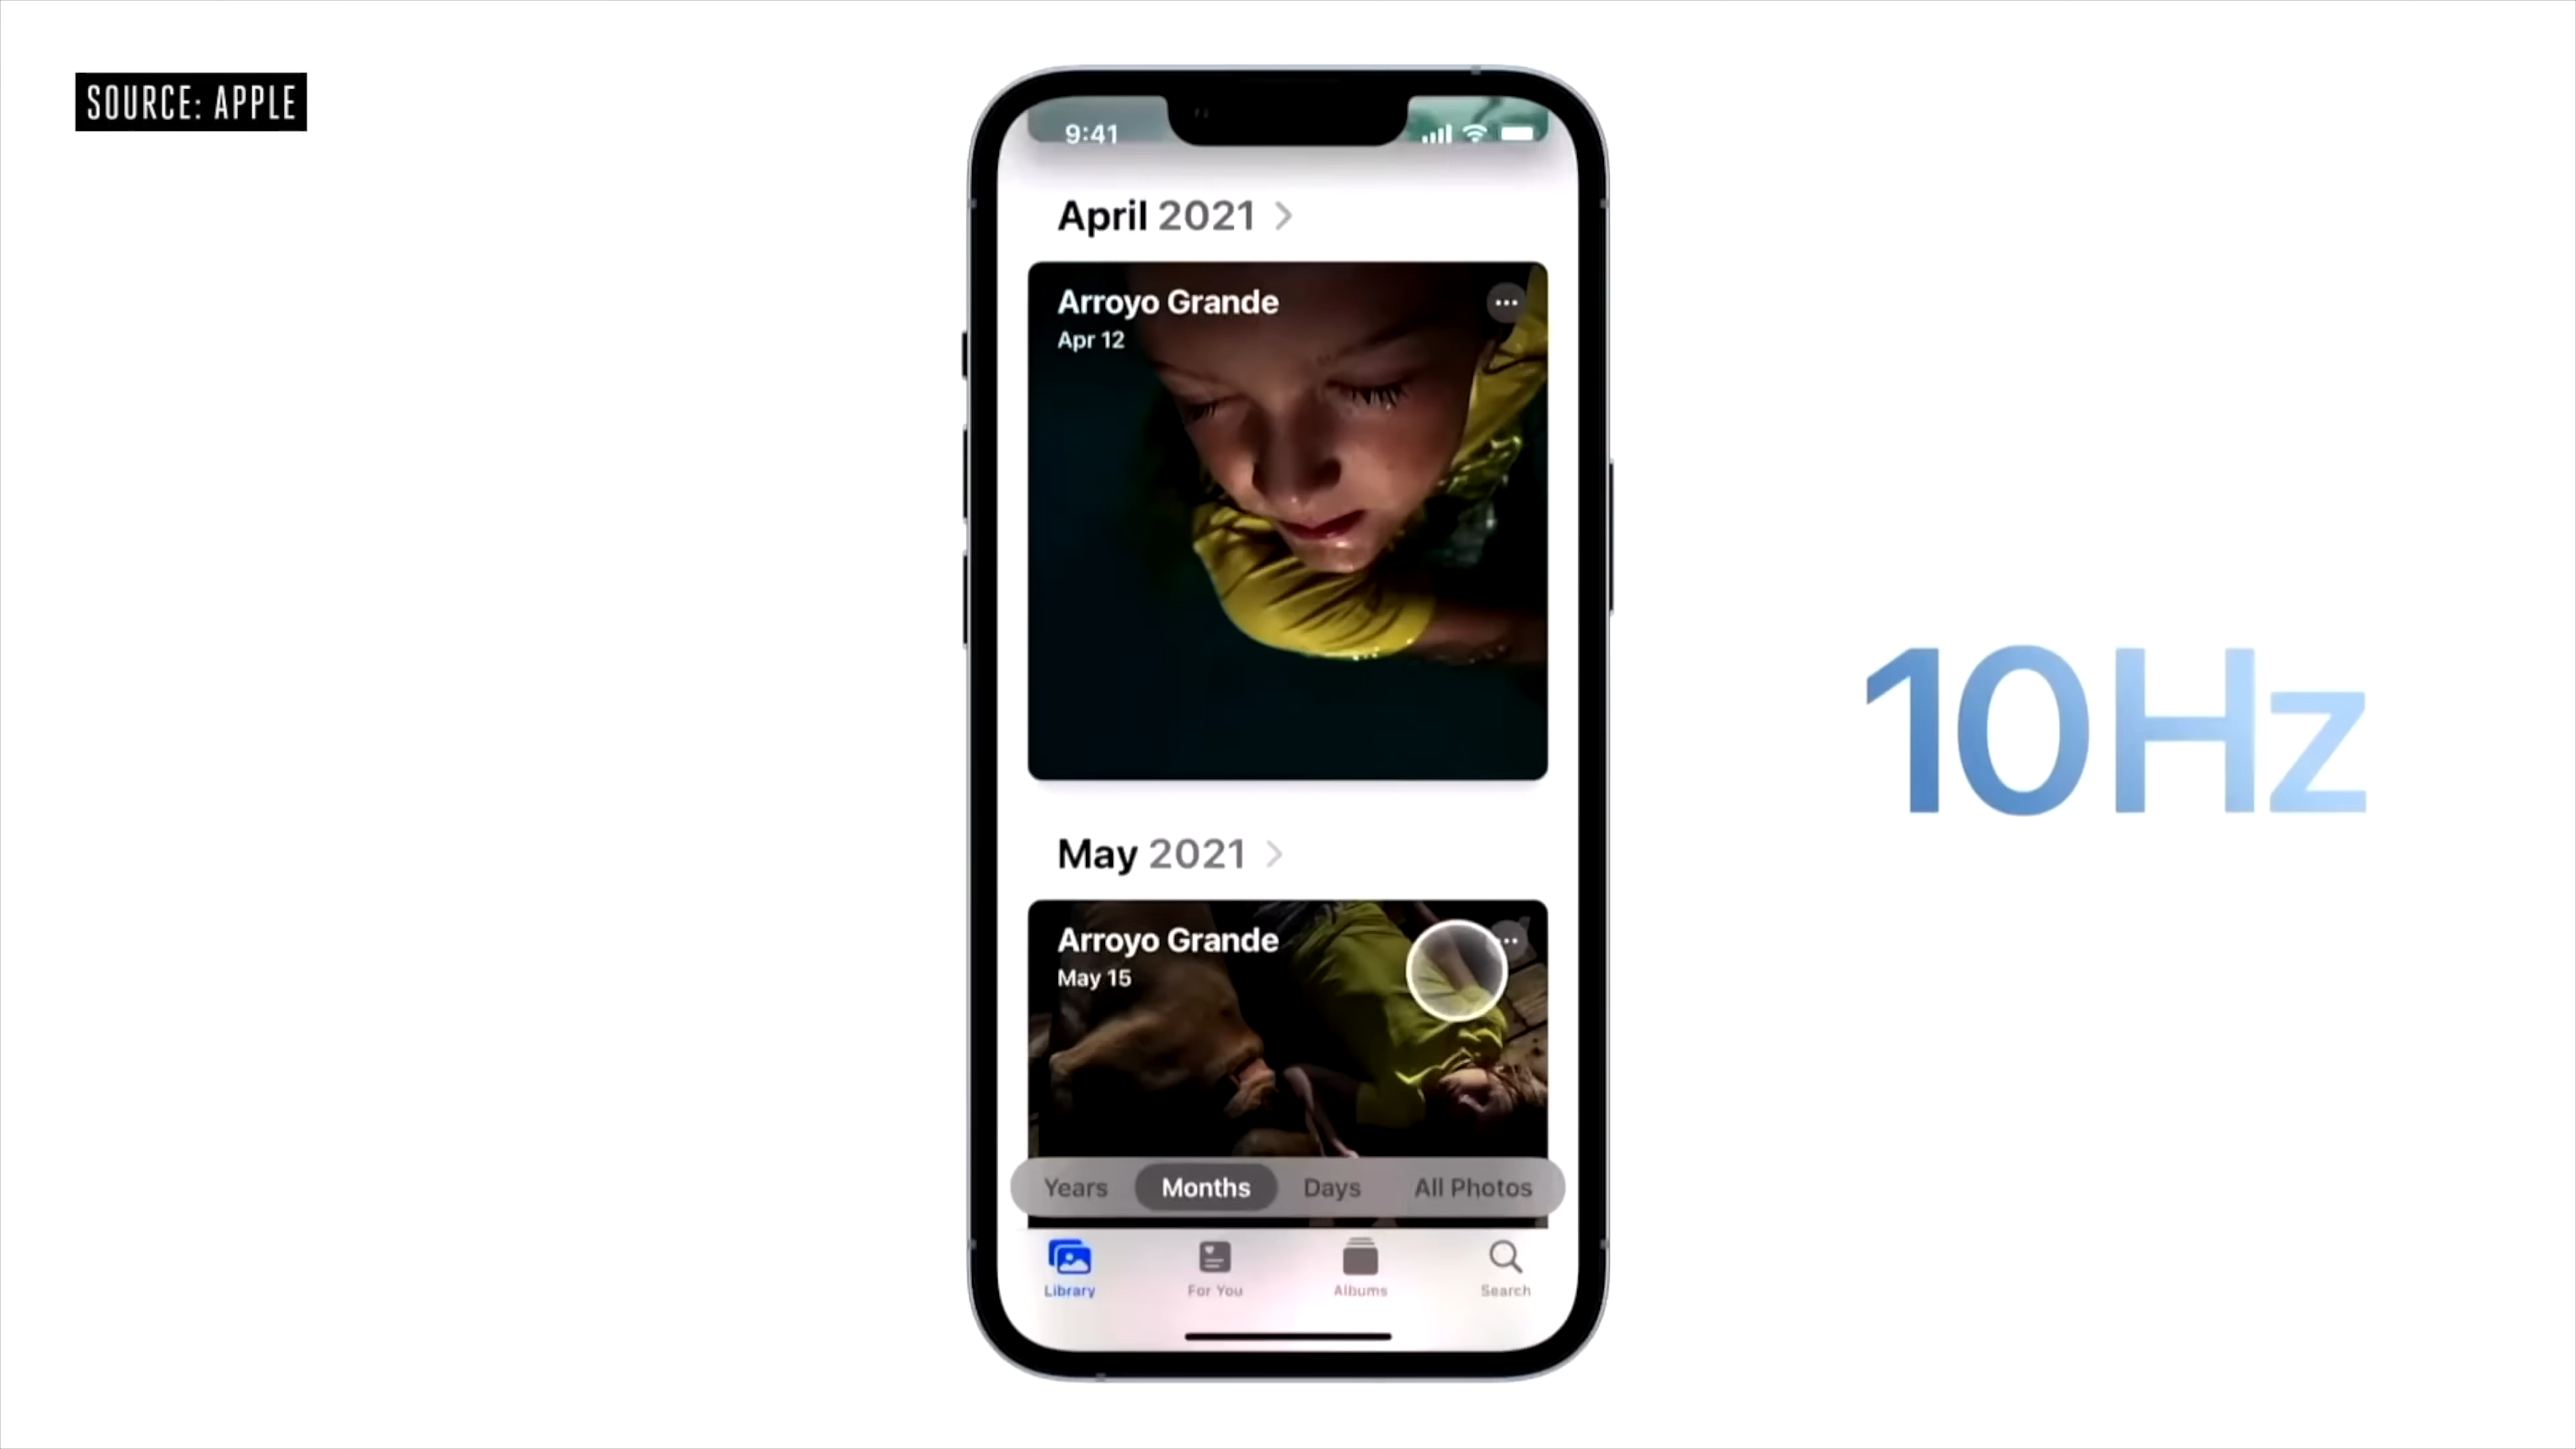 SOURCE: APPLE
9:41
April 2021
Arroyo Grande
Apr 12
10Hz
May 2021
Arroyo Grande
May 15
Years Months Days All Photos
Library For You Albums Search